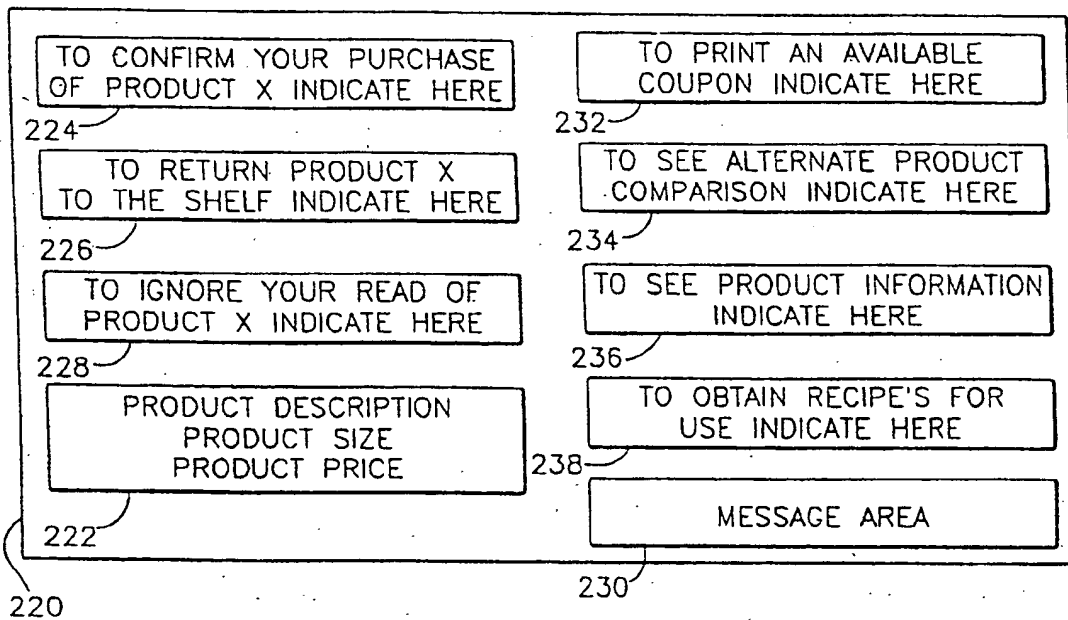 TO CONFIRM YOUR PURCHASE
OF PRODUCT X INDICATE HERE
224
TO RETURN PRODUCT X
TO THE SHELF INDICATE HERE
226
TO IGNORE YOUR READ OF
PRODUCT X INDICATE HERE
228
PRODUCT DESCRIPTION
PRODUCT SIZE
PRODUCT PRICE
222
220
TO PRINT AN AVAILABLE
COUPON INDICATE HERE
232
TO SEE ALTERNATE PRODUCT
COMPARISON INDICATE HERE
234
TO SEE PRODUCT INFORMATION
INDICATE HERE
236
TO OBTAIN RECIPE'S FOR
USE INDICATE HERE
238
MESSAGE AREA
230